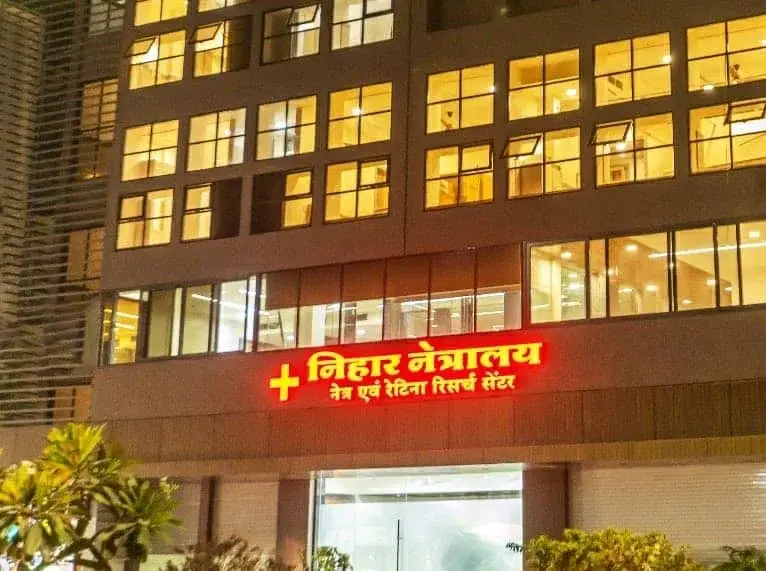 निहार नेत्रालय
नेत्र एवं रेटिना रिसर्च सेंटर